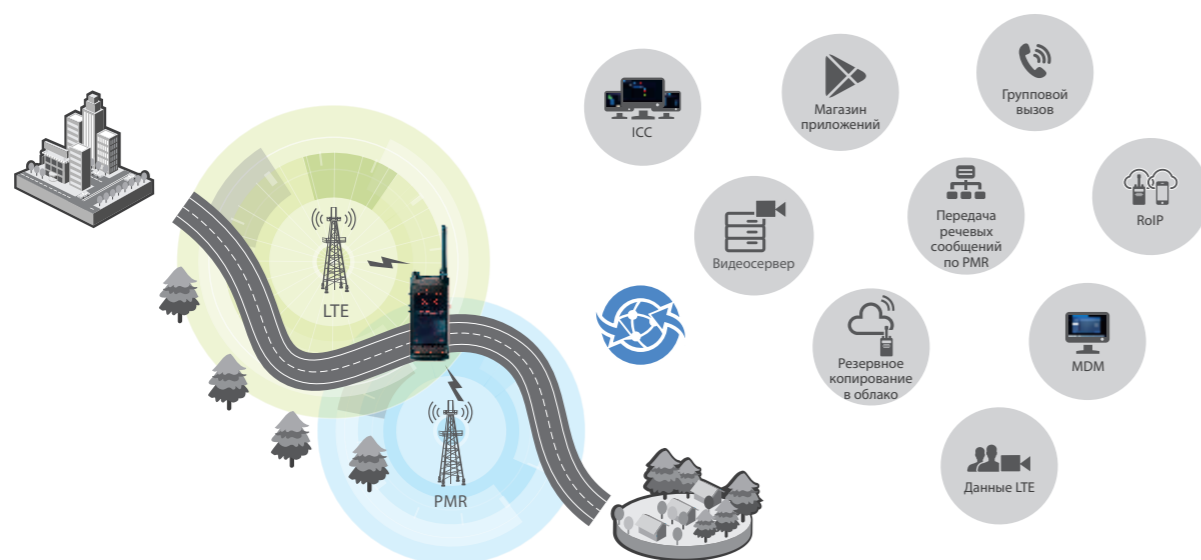 LTE
PMR
ICC
Магазин
приложений
Групповой
вызов
Видеосервер
Передача
речевых
сообщений
по PMR
RoIP
Резервное
копирование
в облако
MDM
Данные LTE